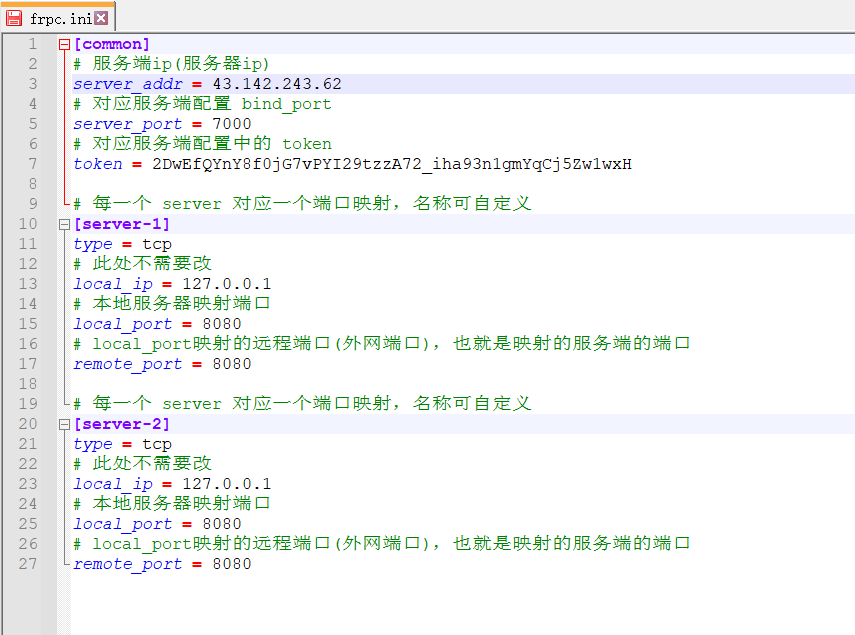 frpc.ini
1 [common]
2 # 服务端ip(服务器ip)
3 server_addr = 43.142.243.62
4 # 对应服务端配置 bind_port
5 server_port = 7000
6 # 对应服务端配置中的 token
7 token = 2DwEfQYnY8f0jG7vPYI29tzzA72_iha93n1gmYqCj5Zw1wxH
8
9 # 每一个 server 对应一个端口映射，名称可自定义
10 [server-1]
11 type = tcp
12 # 此处不需要改
13 local_ip = 127.0.0.1
14 # 本地服务器映射端口
15 local_port = 8080
16 # local_port映射的远程端口(外网端口)，也就是映射的服务端的端口
17 remote_port = 8080
18
19 # 每一个 server 对应一个端口映射，名称可自定义
20 [server-2]
21 type = tcp
22 # 此处不需要改
23 local_ip = 127.0.0.1
24 # 本地服务器映射端口
25 local_port = 8080
26 # local_port映射的远程端口(外网端口)，也就是映射的服务端的端口
27 remote_port = 8080